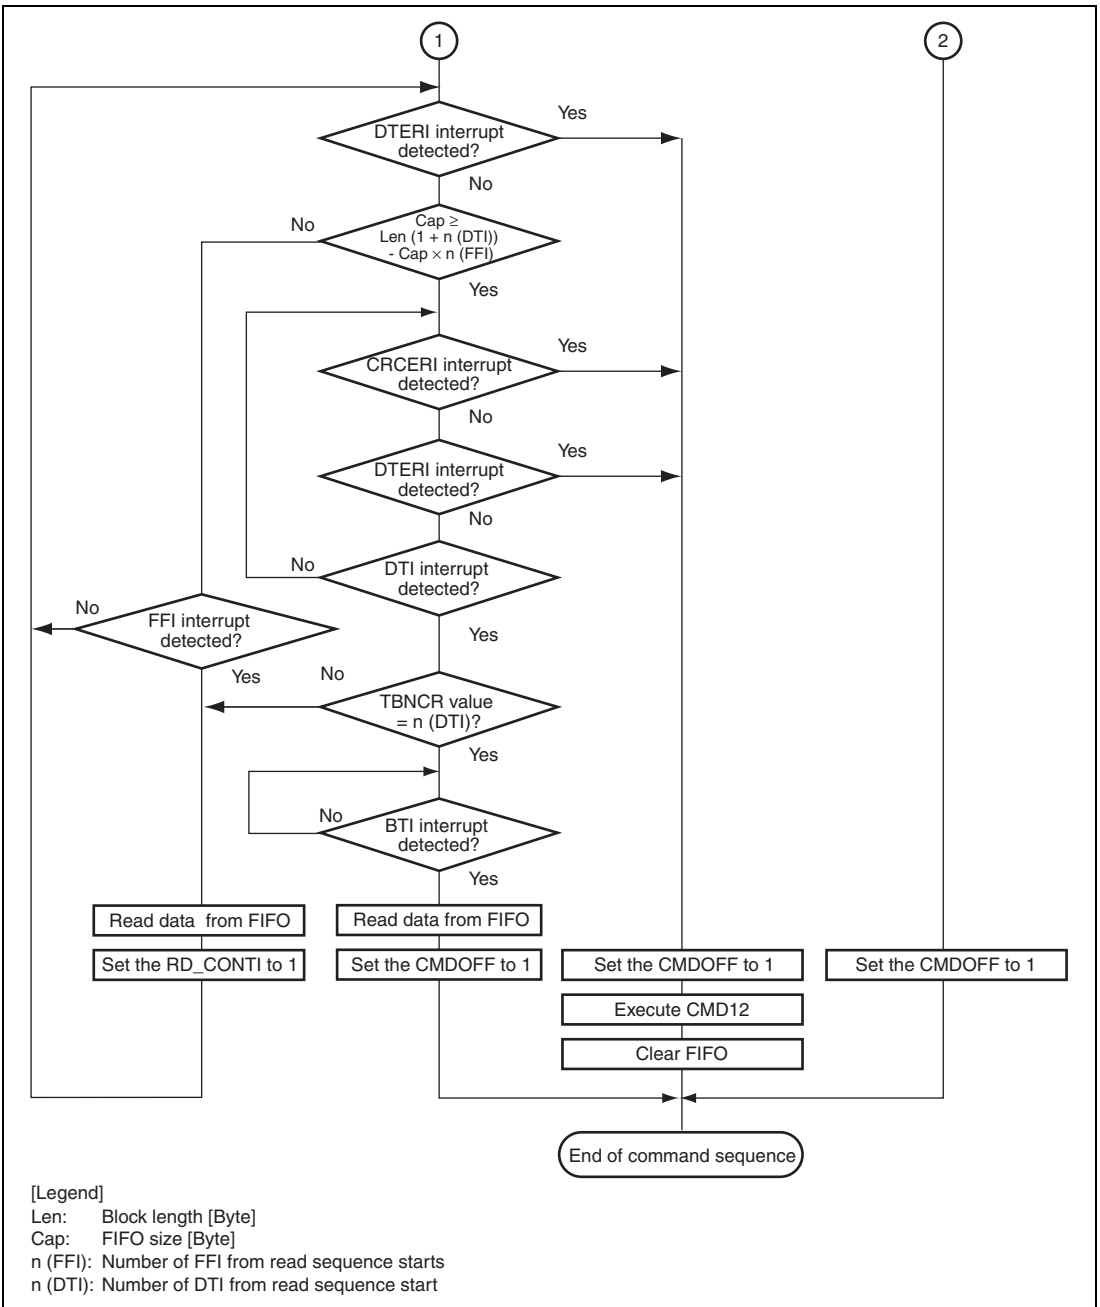 1
2
DTERI interrupt
detected?
Yes
No
Cap ≥
Len (1 + n (DTI))
- Cap × n (FFI)
No
Yes
CRCERI interrupt
detected?
Yes
No
DTERI interrupt
detected?
Yes
No
DTI interrupt
detected?
No
Yes
FFI interrupt
detected?
No
Yes
TBNCR value
= n (DTI)?
No
Yes
BTI interrupt
detected?
No
Yes
Read data from FIFO
Read data from FIFO
Set the RD_CONTI to 1
Set the CMDOFF to 1
Set the CMDOFF to 1
Set the CMDOFF to 1
Execute CMD12
Clear FIFO
End of command sequence
[Legend]
Len: Block length [Byte]
Cap: FIFO size [Byte]
n (FFI): Number of FFI from read sequence starts
n (DTI): Number of DTI from read sequence start